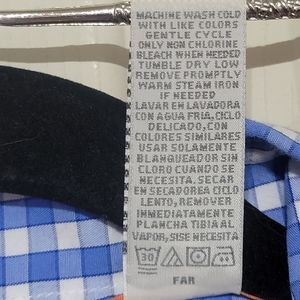 MACHINE WASH COLD
WITH LIKE COLORS
GENTLE CYCLE
ONLY NON CHLORINE
BLEACH WHEN NEEDED
TUMBLE DRY LOW
REMOVE PROMPTLY
WARM STEAM IRON
IF NEEDED
LAVAR EN LAVADORA
CON AGUA FRIA, CICLO
DELICADO, CON
COLORES SIMILARES
USAR SOLAMENTE
BLANQUEADOR SIN
CLORO CUANDO SE
NECESITA. SECAR
EN SECADOREA CICLO
LENTO, REMOVER
INMEDIATAMENTE
PLANCHA TIBIA AL
VAPOR, SISE NECESITA
30
FAR